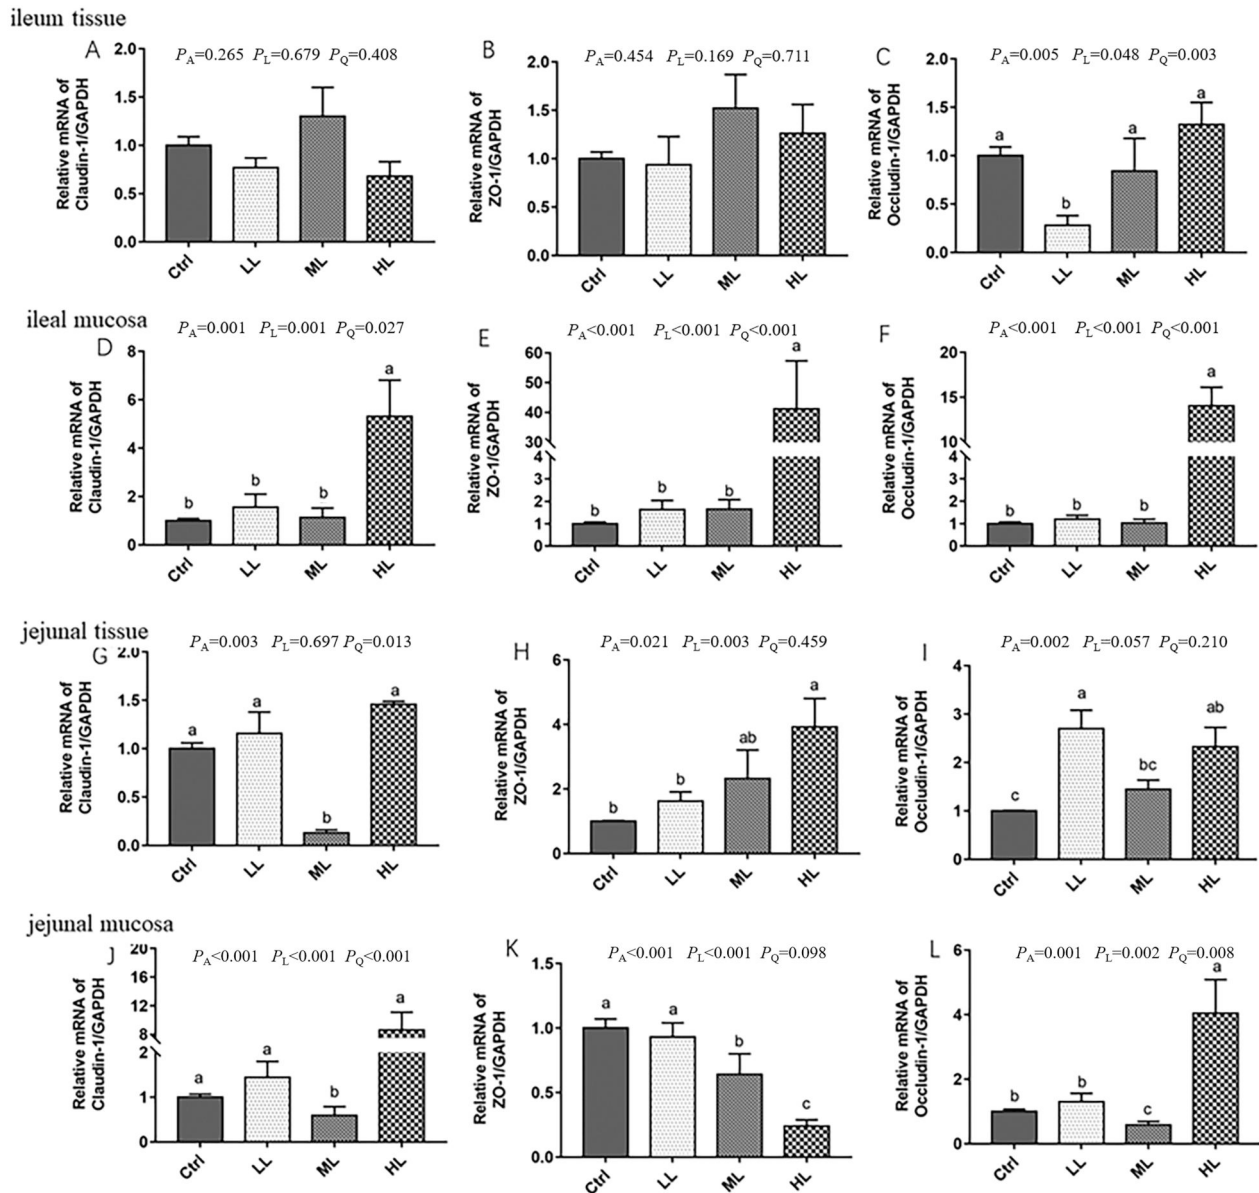 ileum tissue
A
P_A=0.265 P_L=0.679 P_Q=0.408
Relative mRNA of
Claudin-1/GAPDH
2.0
1.5
1.0
0.5
0.0
Ctrl LL ML HL
B
P_A=0.454 P_L=0.169 P_Q=0.711
Relative mRNA of
ZO-1/GAPDH
2.0
1.5
1.0
0.5
0.0
Ctrl LL ML HL
C
P_A=0.005 P_L=0.048 P_Q=0.003
Relative mRNA of
Occludin-1/GAPDH
2.0
1.5
1.0
0.5
0.0
a b a a
Ctrl LL ML HL
ileal mucosa
D
P_A=0.001 P_L=0.001 P_Q=0.027
Relative mRNA of
Claudin-1/GAPDH
8
6
4
2
0
b b b a
Ctrl LL ML HL
E
P_A<0.001 P_L<0.001 P_Q<0.001
Relative mRNA of
ZO-1/GAPDH
60
50
40
30
4
3
2
1
0
b b b a
Ctrl LL ML HL
F
P_A<0.001 P_L<0.001 P_Q<0.001
Relative mRNA of
Occludin-1/GAPDH
20
15
10
4
3
2
1
0
b b b a
Ctrl LL ML HL
jejunal tissue
G
P_A=0.003 P_L=0.697 P_Q=0.013
Relative mRNA of
Claudin-1/GAPDH
2.0
1.5
1.0
0.5
0.0
a a b a
Ctrl LL ML HL
H
P_A=0.021 P_L=0.003 P_Q=0.459
Relative mRNA of
ZO-1/GAPDH
6
4
2
0
b b ab a
Ctrl LL ML HL
I
P_A=0.002 P_L=0.057 P_Q=0.210
Relative mRNA of
Occludin-1/GAPDH
4
3
2
1
0
c a bc ab
Ctrl LL ML HL
jejunal mucosa
J
P_A<0.001 P_L<0.001 P_Q<0.001
Relative mRNA of
Claudin-1/GAPDH
20
16
12
8
2
1
0
a a b a
Ctrl LL ML HL
K
P_A<0.001 P_L<0.001 P_Q=0.098
Relative mRNA of
ZO-1/GAPDH
1.5
1.0
0.5
0.0
a a b c
Ctrl LL ML HL
L
P_A=0.001 P_L=0.002 P_Q=0.008
Relative mRNA of
Occludin-1/GAPDH
6
4
2
0
b b c a
Ctrl LL ML HL